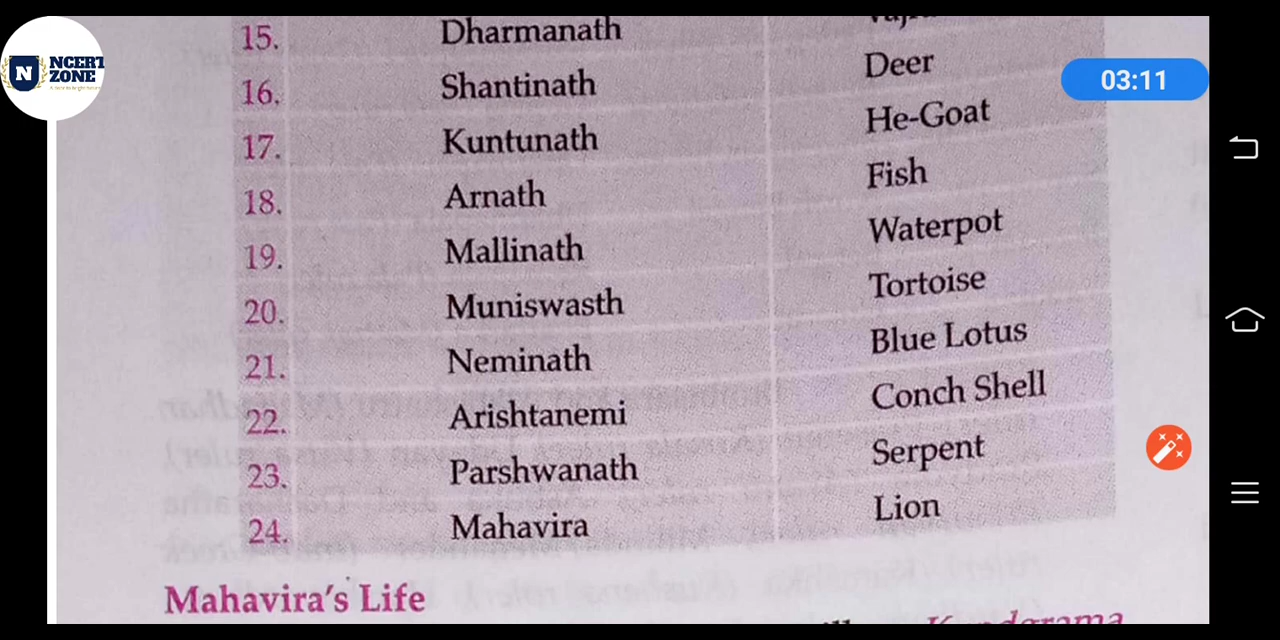 NCERT
ZONE
03:11
15. Dharmanath
16. Shantinath Deer
17. Kuntunath He-Goat
18. Arnath Fish
19. Mallinath Waterpot
20. Muniswasth Tortoise
21. Neminath Blue Lotus
22. Arishtanemi Conch Shell
23. Parshwanath Serpent
24. Mahavira Lion
Mahavira's Life